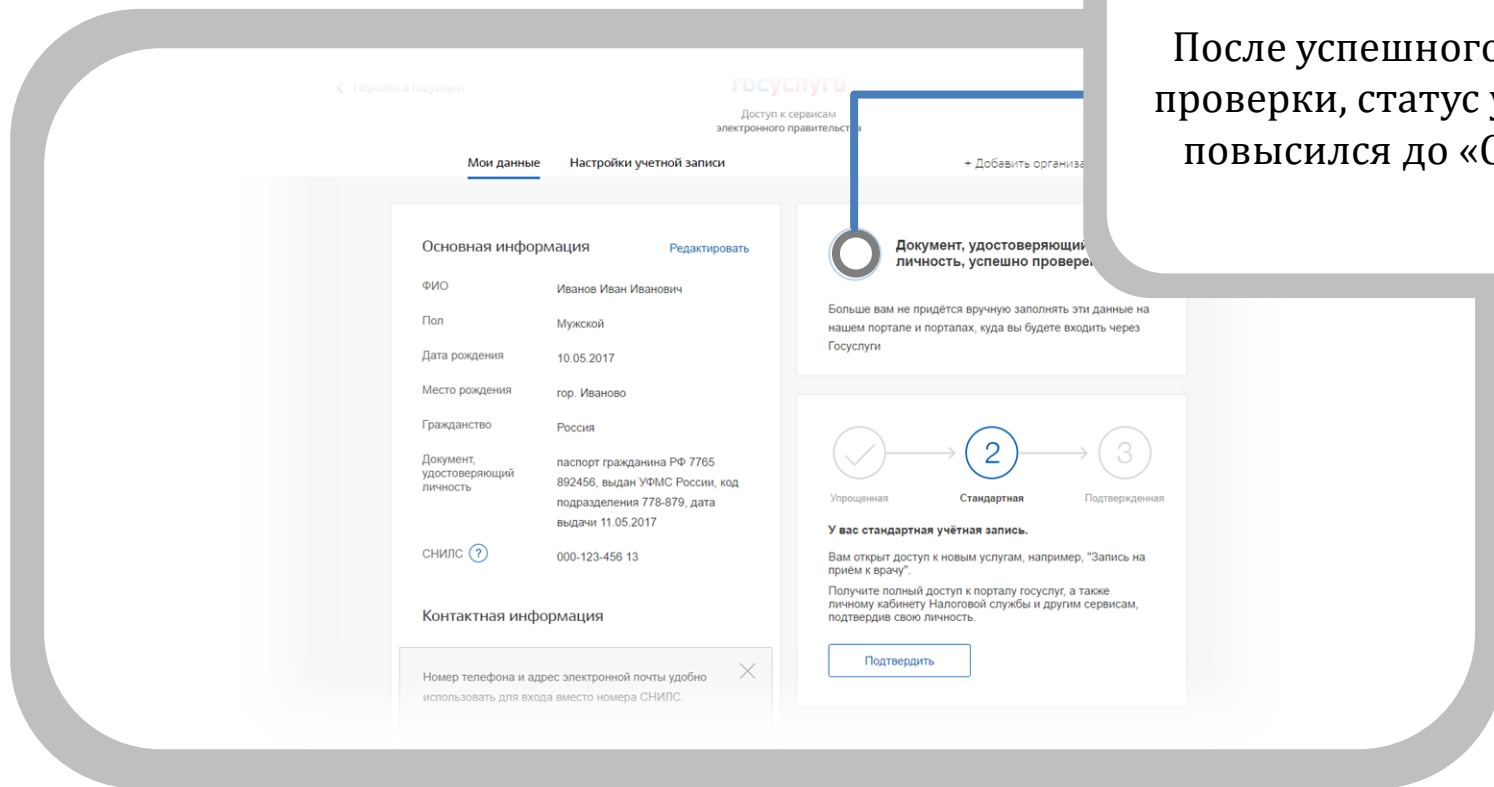 После успешного
проверки, статус
повысился до
Перейти в Госуслуги
госуслуги
Доступ к сервисам
электронного правительства
Мои данные
Настройки учетной записи
+ Добавить
Основная информация
Редактировать
ФИО
Иванов Иван Иванович
Пол
Мужской
Дата рождения
10.05.2017
Место рождения
гор. Иваново
Гражданство
Россия
Документ,
удостоверяющий
личность
паспорт гражданина РФ 7765
892456, выдан УФМС России, код
подразделения 778-879, дата
выдачи 11.05.2017
СНИЛС ?
000-123-456 13
Контактная информация
Номер телефона и адрес электронной почты удобно
использовать для входа вместо номера СНИЛС.
Документ, удостоверяющий
личность, успешно
Больше вам не придётся вручную заполнять эти данные на
нашем портале и порталах, куда вы будете входить через
Госуслуги
2
3
Упрощенная
Стандартная
Подтвержденная
У вас стандартная учётная запись.
Вам открыт доступ к новым услугам, например, "Запись на
приём к врачу".
Получите полный доступ к порталу госуслуг, а также
личному кабинету Налоговой службы и другим сервисам,
подтвердив свою личность.
Подтвердить